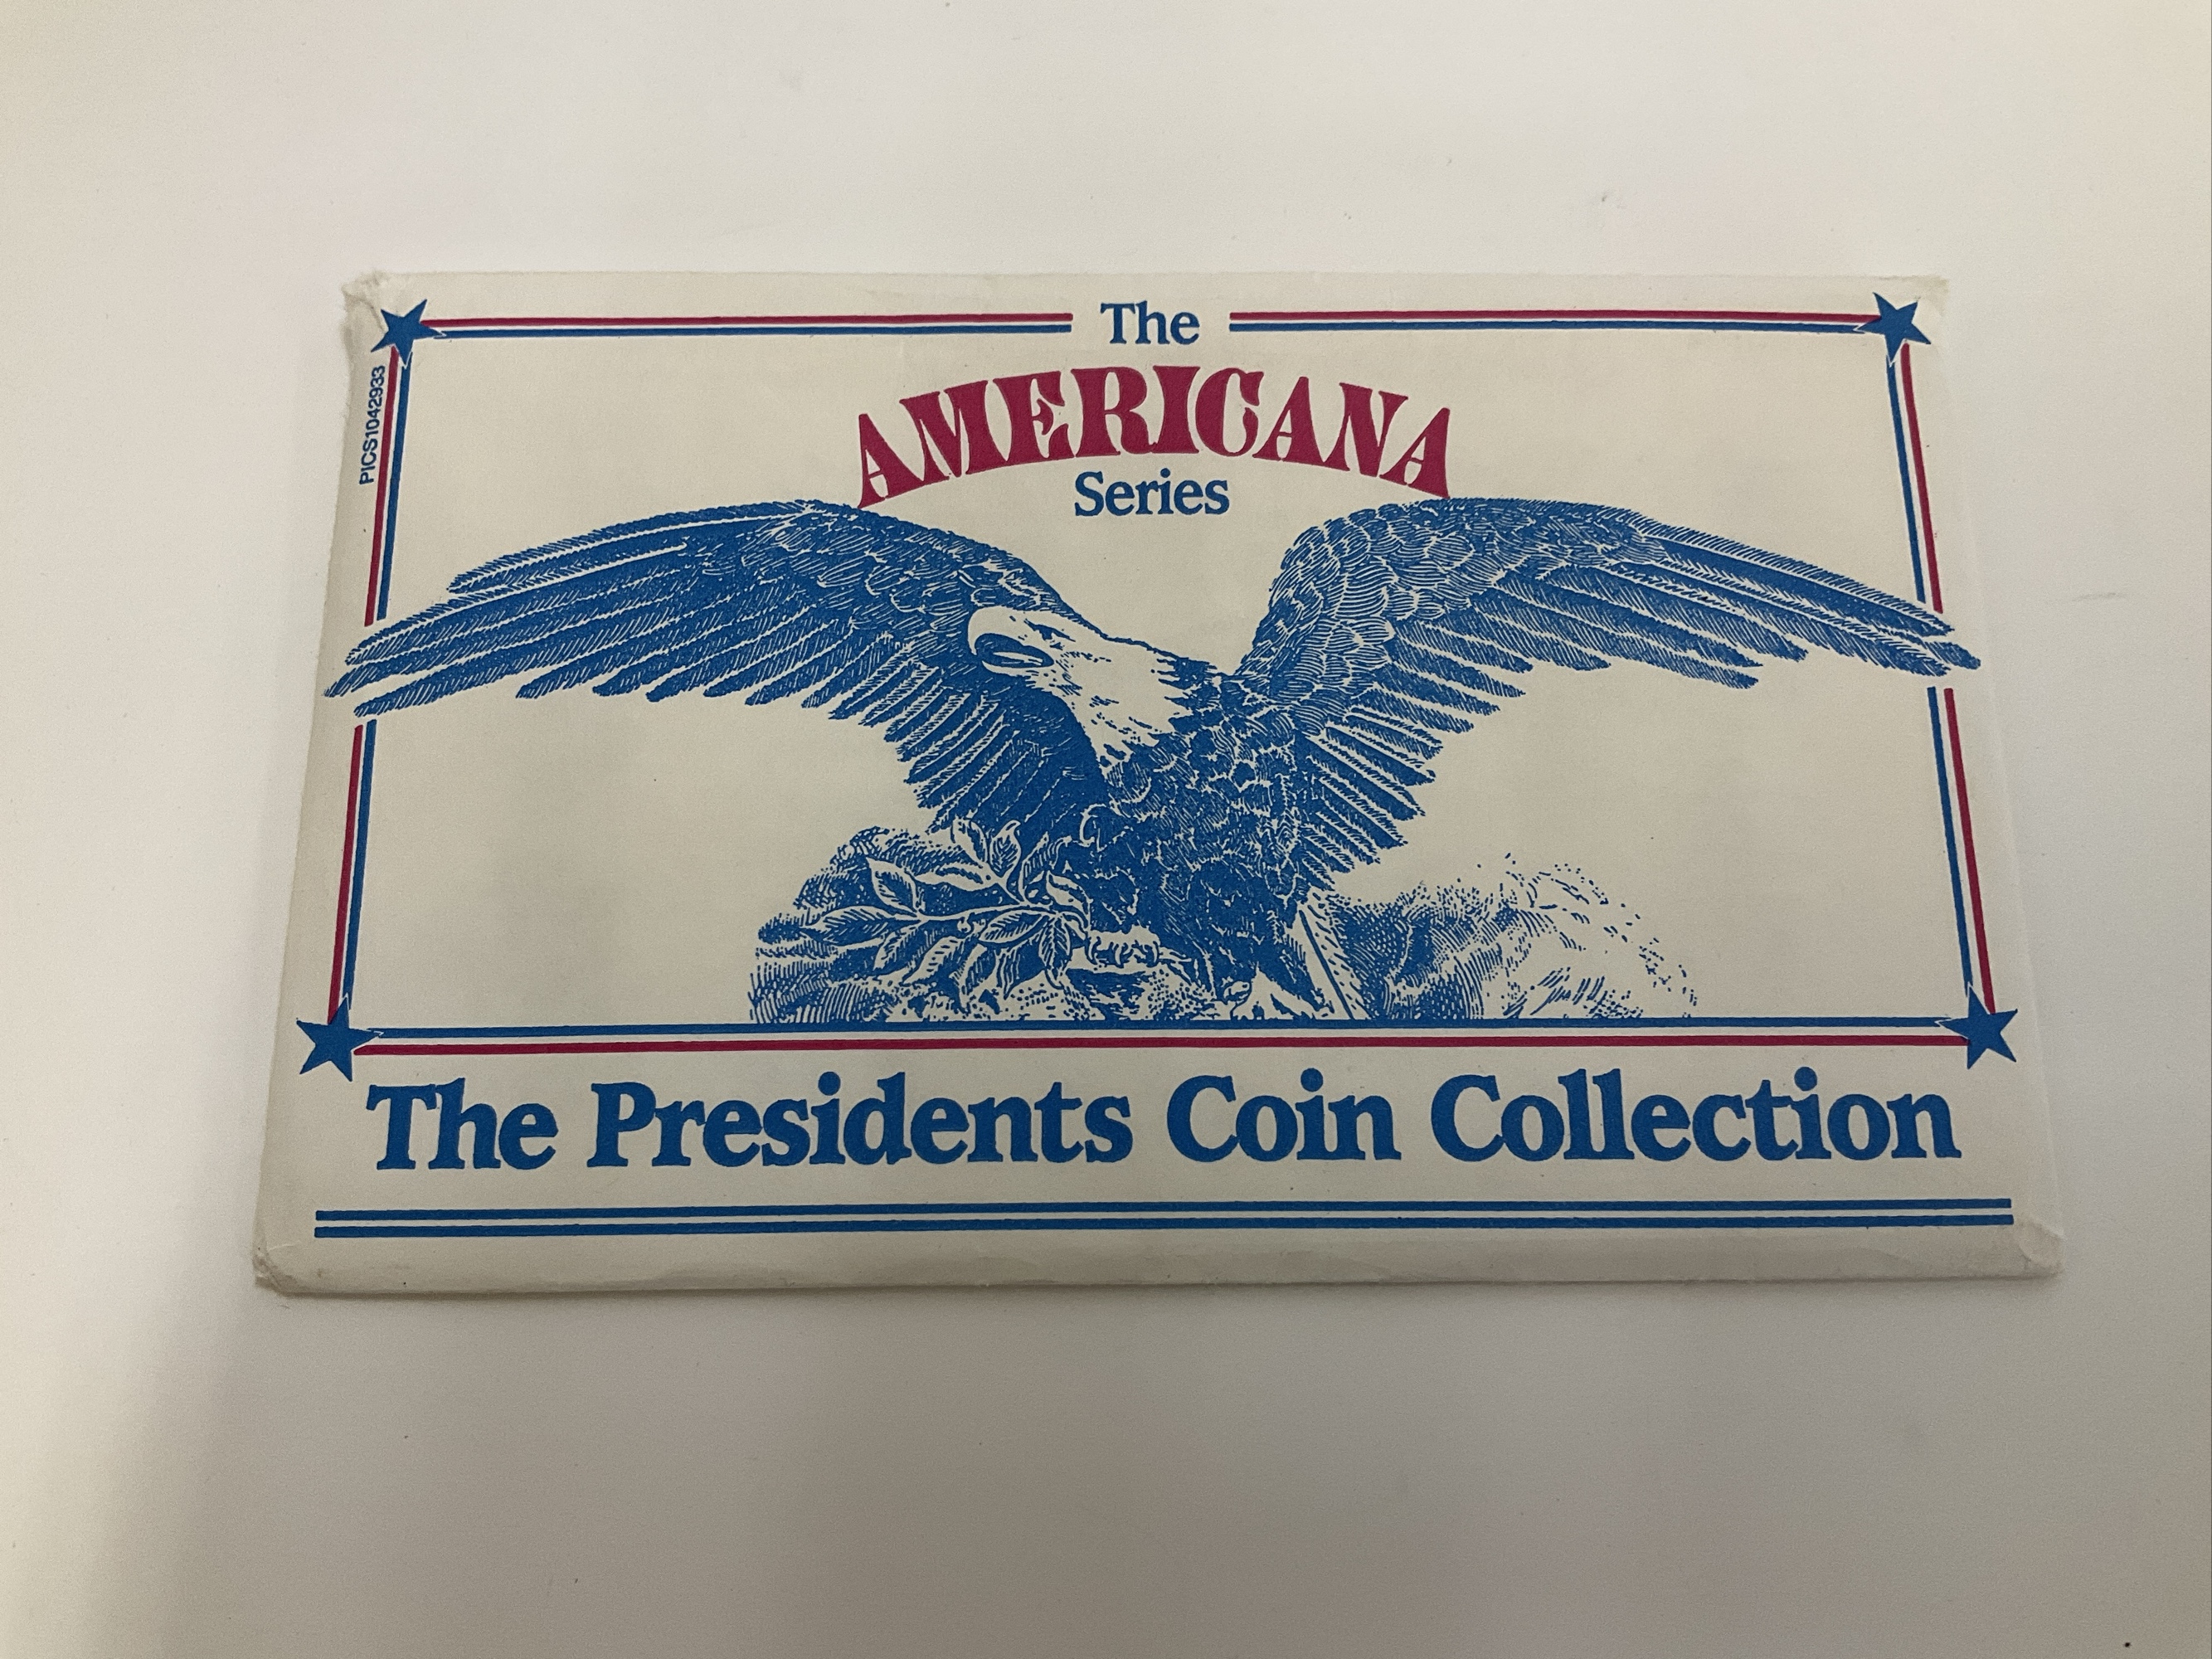 The
AMERICANA
Series
PICS1042933
The Presidents Coin Collection